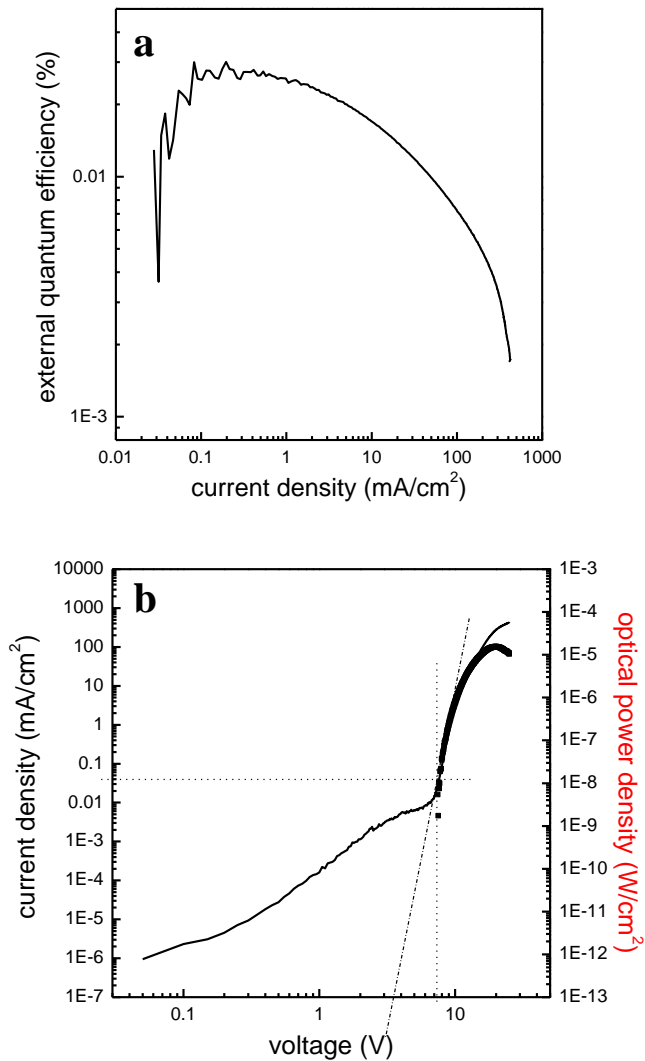 a
external quantum efficiency (%)
0.01
1E-3
0.01 0.1 1 10 100 1000
current density (mA/cm²)
b
current density (mA/cm²)
10000
1000
100
10
1
0.1
0.01
1E-3
1E-4
1E-5
1E-6
1E-7
1E-3
1E-4
1E-5
1E-6
1E-7
1E-8
1E-9
1E-10
1E-11
1E-12
1E-13
optical power density (W/cm²)
0.1 1 10
voltage (V)